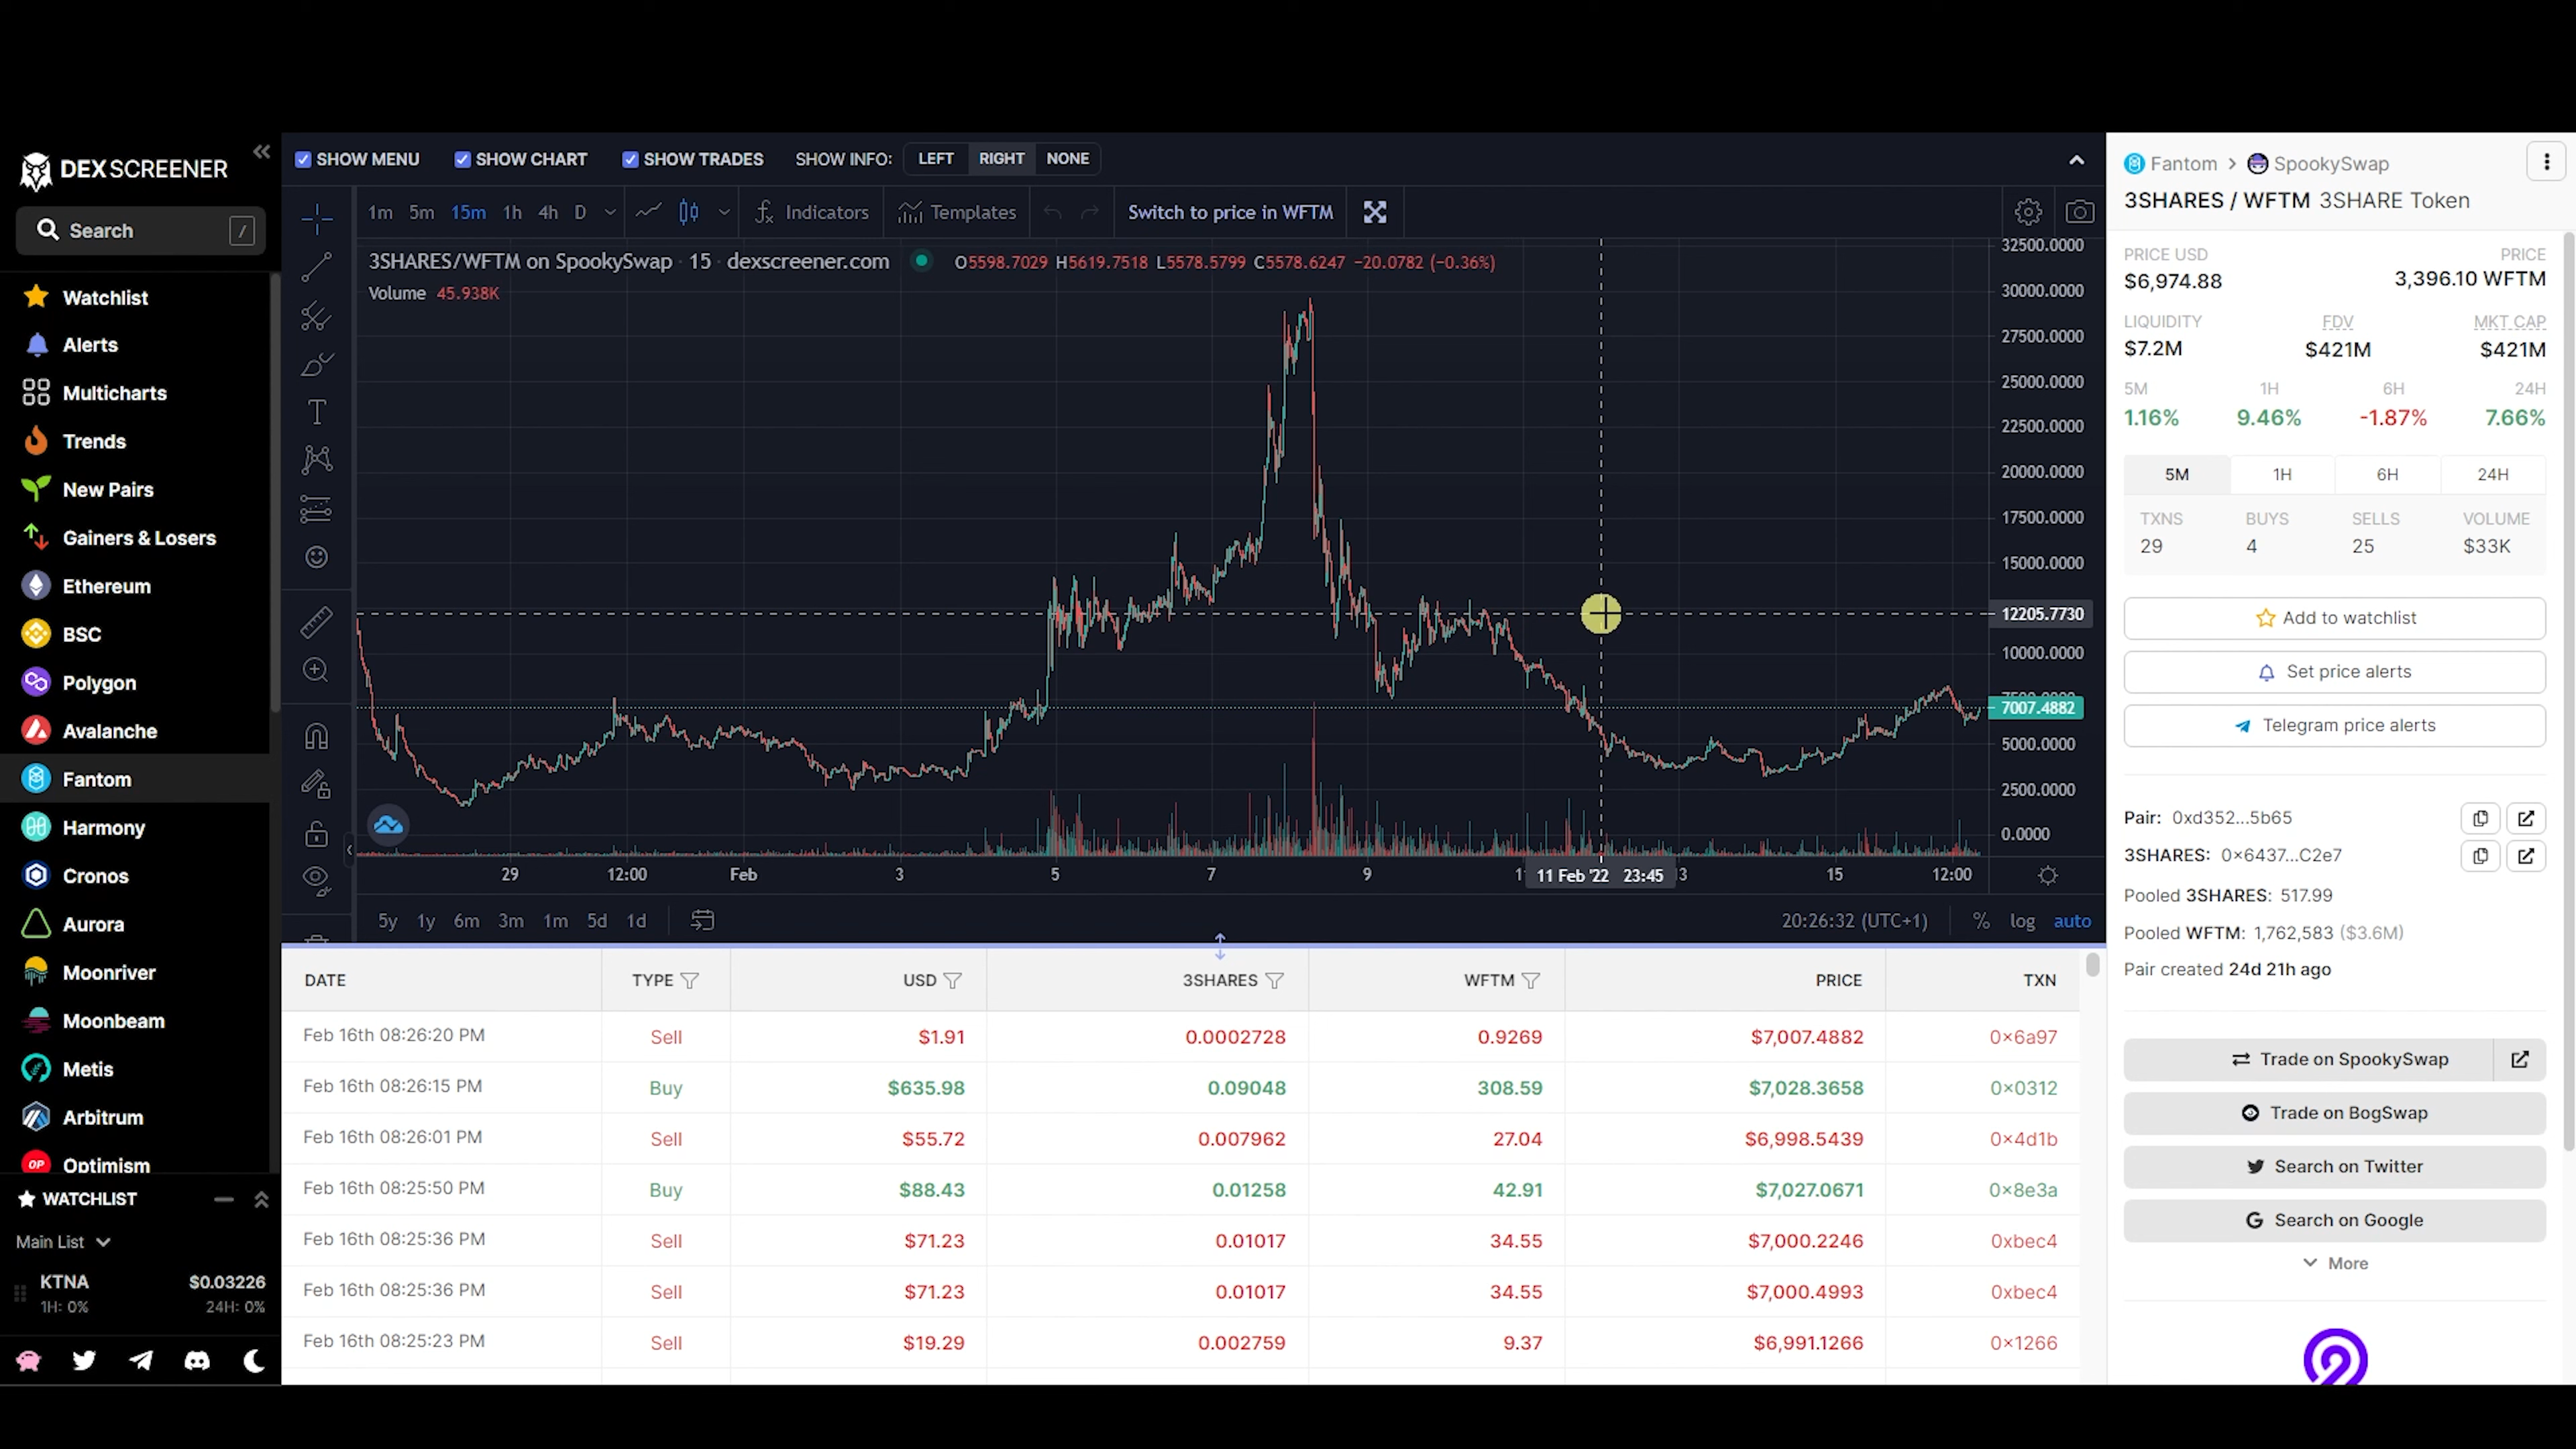 DEX SCREENER
Search /
Watchlist
Alerts
Multicharts
Trends
New Pairs
Gainers & Losers
Ethereum
BSC
Polygon
Avalanche
Fantom
Harmony
Cronos
Aurora
Moonriver
Moonbeam
Metis
Arbitrum
OP Optimism
WATCHLIST
Main List
KTNA $0.03226
1H: 0% 24H: 0%
SHOW MENU SHOW CHART SHOW TRADES SHOW INFO: LEFT RIGHT NONE
1m 5m 15m 1h 4h D Indicators Templates Switch to price in WFTM
3SHARES/WFTM on SpookySwap · 15 · dexscreener.com O5598.7029 H5619.7518 L5578.5799 C5578.6247 -20.0782 (-0.36%)
Volume 45.938K
32500.0000
30000.0000
27500.0000
25000.0000
22500.0000
20000.0000
17500.0000
15000.0000
12205.7730
10000.0000
7007.4882
5000.0000
2500.0000
0.0000
29 12:00 Feb 3 5 7 9 11 Feb '22 23:45 15 12:00
5y 1y 6m 3m 1m 5d 1d 20:26:32 (UTC+1) % log auto
DATE TYPE USD 3SHARES WFTM PRICE TXN
Feb 16th 08:26:20 PM Sell $1.91 0.0002728 0.9269 $7,007.4882 0x6a97
Feb 16th 08:26:15 PM Buy $635.98 0.09048 308.59 $7,028.3658 0x0312
Feb 16th 08:26:01 PM Sell $55.72 0.007962 27.04 $6,998.5439 0x4d1b
Feb 16th 08:25:50 PM Buy $88.43 0.01258 42.91 $7,027.0671 0x8e3a
Feb 16th 08:25:36 PM Sell $71.23 0.01017 34.55 $7,000.2246 0xbec4
Feb 16th 08:25:36 PM Sell $71.23 0.01017 34.55 $7,000.4993 0xbec4
Feb 16th 08:25:23 PM Sell $19.29 0.002759 9.37 $6,991.1266 0x1266
Fantom > SpookySwap
3SHARES / WFTM 3SHARE Token
PRICE USD PRICE
$6,974.88 3,396.10 WFTM
LIQUIDITY FDV MKT CAP
$7.2M $421M $421M
5M 1H 6H 24H
1.16% 9.46% -1.87% 7.66%
5M 1H 6H 24H
TXNS BUYS SELLS VOLUME
29 4 25 $33K
Add to watchlist
Set price alerts
Telegram price alerts
Pair: 0xd352...5b65
3SHARES: 0x6437...C2e7
Pooled 3SHARES: 517.99
Pooled WFTM: 1,762,583 ($3.6M)
Pair created 24d 21h ago
Trade on SpookySwap
Trade on BogSwap
Search on Twitter
Search on Google
More